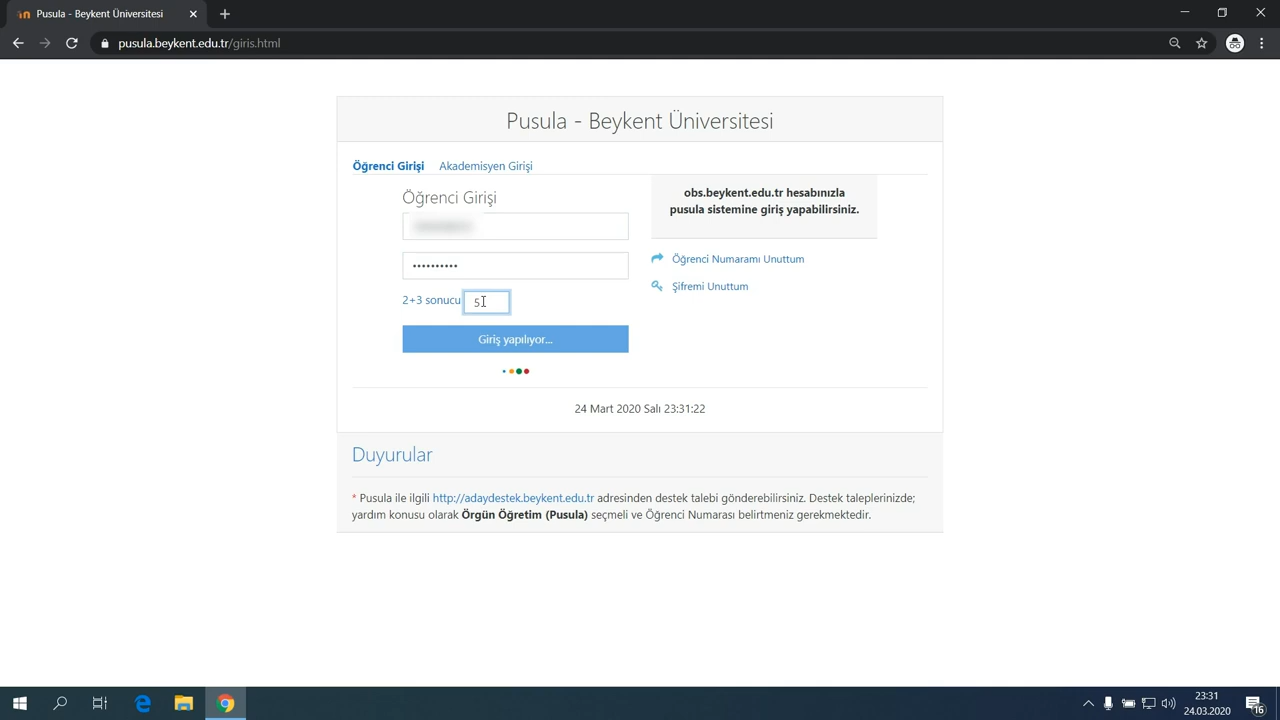 Pusula - Beykent Üniversitesi
pusula.beykent.edu.tr/giris.html
Pusula - Beykent Üniversitesi
Öğrenci Girişi Akademisyen Girişi
Öğrenci Girişi
••••••••••
2+3 sonucu 5
Giriş yapılıyor...
obs.beykent.edu.tr hesabınızla
pusula sistemine giriş yapabilirsiniz.
Öğrenci Numaramı Unuttum
Şifremi Unuttum
24 Mart 2020 Salı 23:31:22
Duyurular
* Pusula ile ilgili http://adaydestek.beykent.edu.tr adresinden destek talebi gönderebilirsiniz. Destek taleplerinizde;
yardım konusu olarak Örgün Öğretim (Pusula) seçmeli ve Öğrenci Numarası belirtmeniz gerekmektedir.
23:31
24.03.2020
16